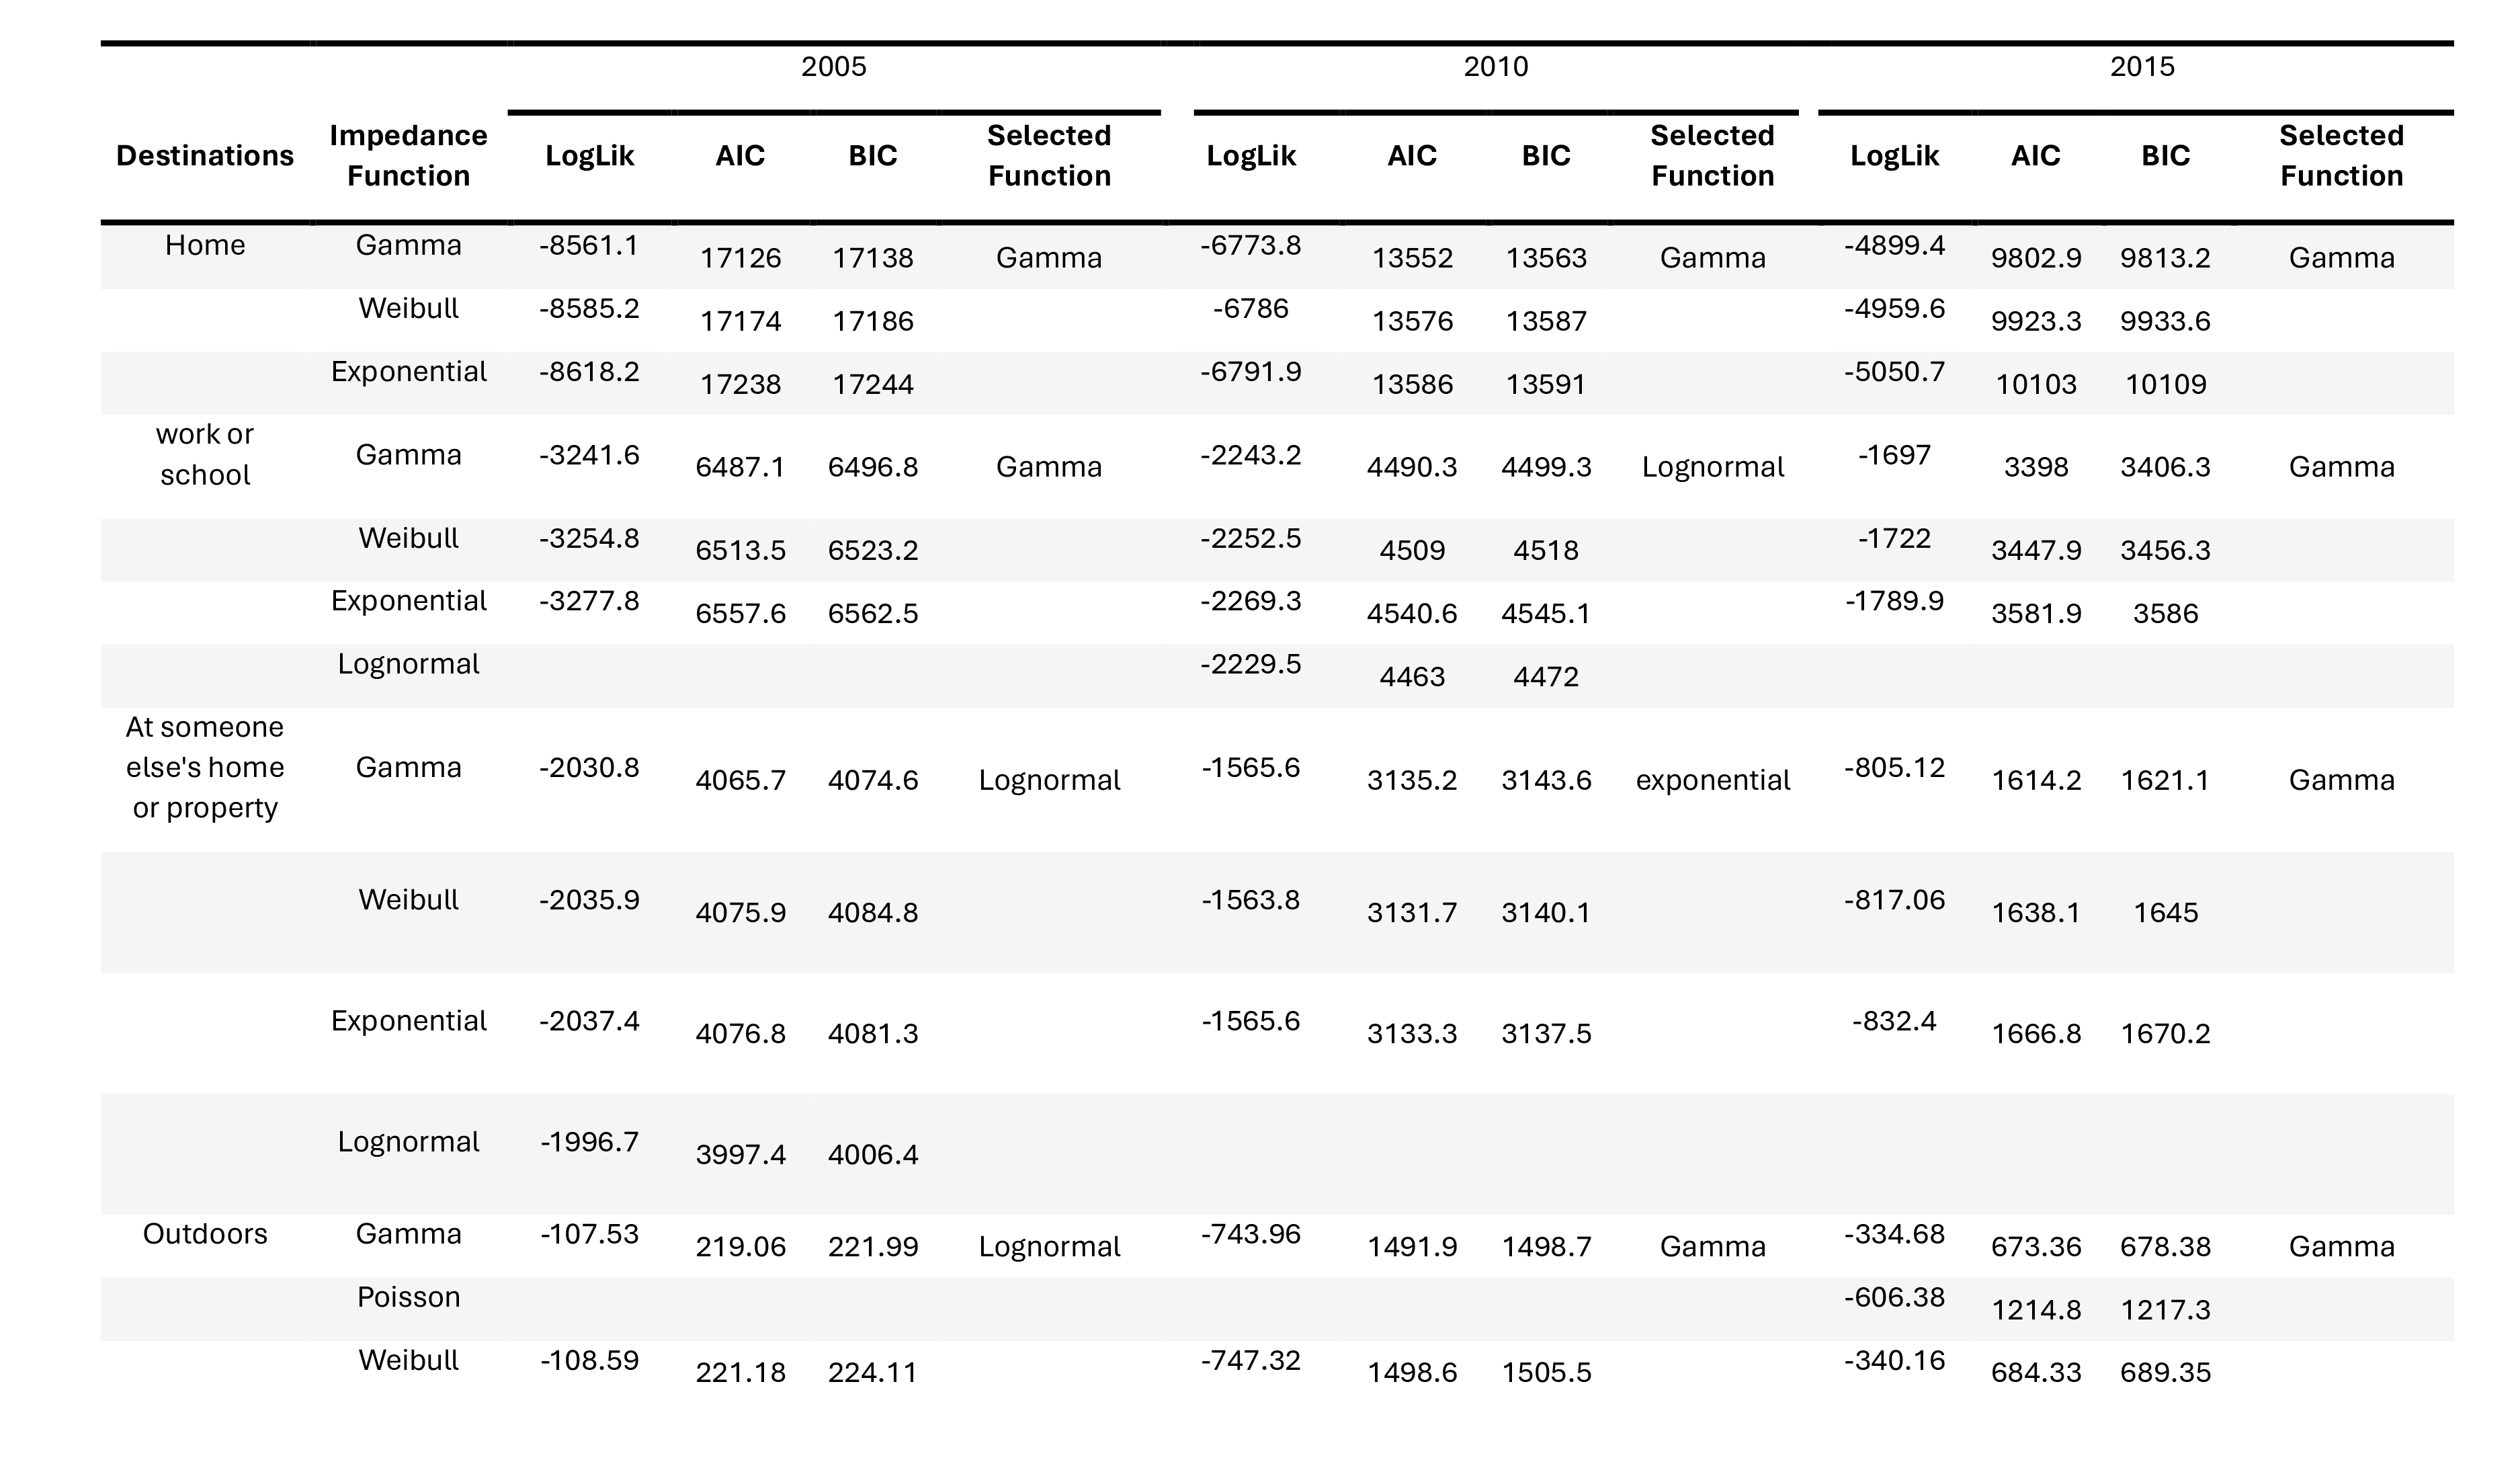 2005 2010 2015
Destinations Impedance Function LogLik AIC BIC Selected Function LogLik AIC BIC Selected Function LogLik AIC BIC Selected Function
Home Gamma -8561.1 17126 17138 Gamma -6773.8 13552 13563 Gamma -4899.4 9802.9 9813.2 Gamma
Weibull -8585.2 17174 17186 -6786 13576 13587 -4959.6 9923.3 9933.6
Exponential -8618.2 17238 17244 -6791.9 13586 13591 -5050.7 10103 10109
work or school Gamma -3241.6 6487.1 6496.8 Gamma -2243.2 4490.3 4499.3 Lognormal -1697 3398 3406.3 Gamma
Weibull -3254.8 6513.5 6523.2 -2252.5 4509 4518 -1722 3447.9 3456.3
Exponential -3277.8 6557.6 6562.5 -2269.3 4540.6 4545.1 -1789.9 3581.9 3586
Lognormal -2229.5 4463 4472
At someone else's home or property Gamma -2030.8 4065.7 4074.6 Lognormal -1565.6 3135.2 3143.6 exponential -805.12 1614.2 1621.1 Gamma
Weibull -2035.9 4075.9 4084.8 -1563.8 3131.7 3140.1 -817.06 1638.1 1645
Exponential -2037.4 4076.8 4081.3 -1565.6 3133.3 3137.5 -832.4 1666.8 1670.2
Lognormal -1996.7 3997.4 4006.4
Outdoors Gamma -107.53 219.06 221.99 Lognormal -743.96 1491.9 1498.7 Gamma -334.68 673.36 678.38 Gamma
Poisson -606.38 1214.8 1217.3
Weibull -108.59 221.18 224.11 -747.32 1498.6 1505.5 -340.16 684.33 689.35